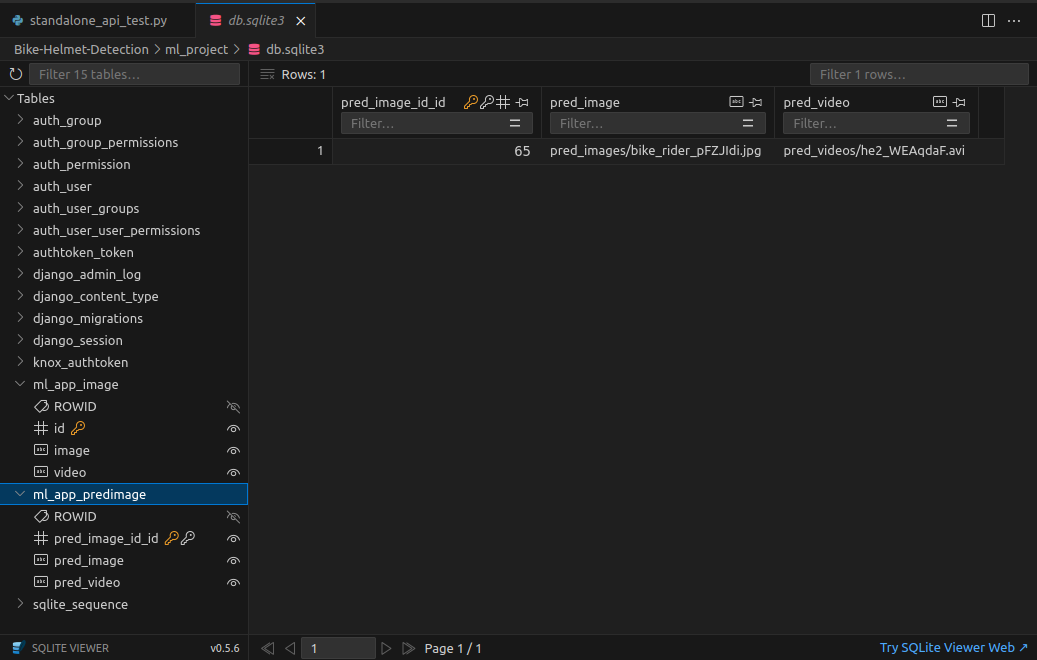 standalone_api_test.py
db.sqlite3
Bike-Helmet-Detection > ml_project > db.sqlite3
Filter 15 tables...
Rows: 1
Filter 1 rows...
Tables
auth_group
auth_group_permissions
auth_permission
auth_user
auth_user_groups
auth_user_user_permissions
authtoken_token
django_admin_log
django_content_type
django_migrations
django_session
knox_authtoken
ml_app_image
ROWID
id
image
video
ml_app_predimage
ROWID
pred_image_id_id
pred_image
pred_video
sqlite_sequence
SQLITE VIEWER v0.5.6
pred_image_id_id pred_image pred_video
Filter... Filter... Filter...
1 65 pred_images/bike_rider_pFZJIdi.jpg pred_videos/he2_WEAqdaF.avi
1 Page 1 / 1
Try SQLite Viewer Web ↗